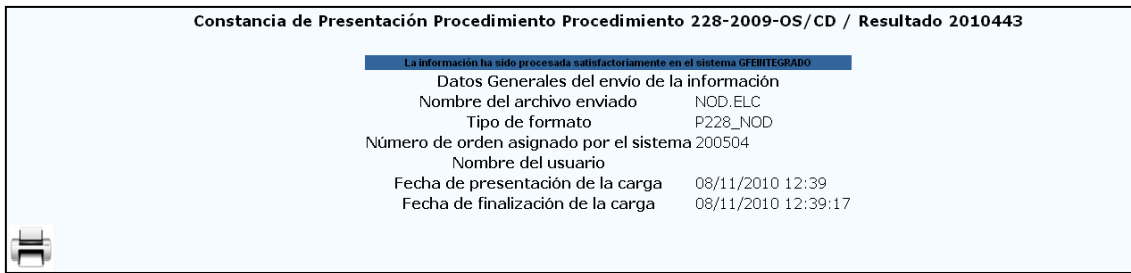 Constancia de Presentación Procedimiento Procedimiento 228-2009-OS/CD / Resultado 2010443
La información ha sido procesada satisfactoriamente en el sistema GFEINTEGRADO
Datos Generales del envío de la información
Nombre del archivo enviado NOD.ELC
Tipo de formato P228_NOD
Número de orden asignado por el sistema 200504
Nombre del usuario
Fecha de presentación de la carga 08/11/2010 12:39
Fecha de finalización de la carga 08/11/2010 12:39:17